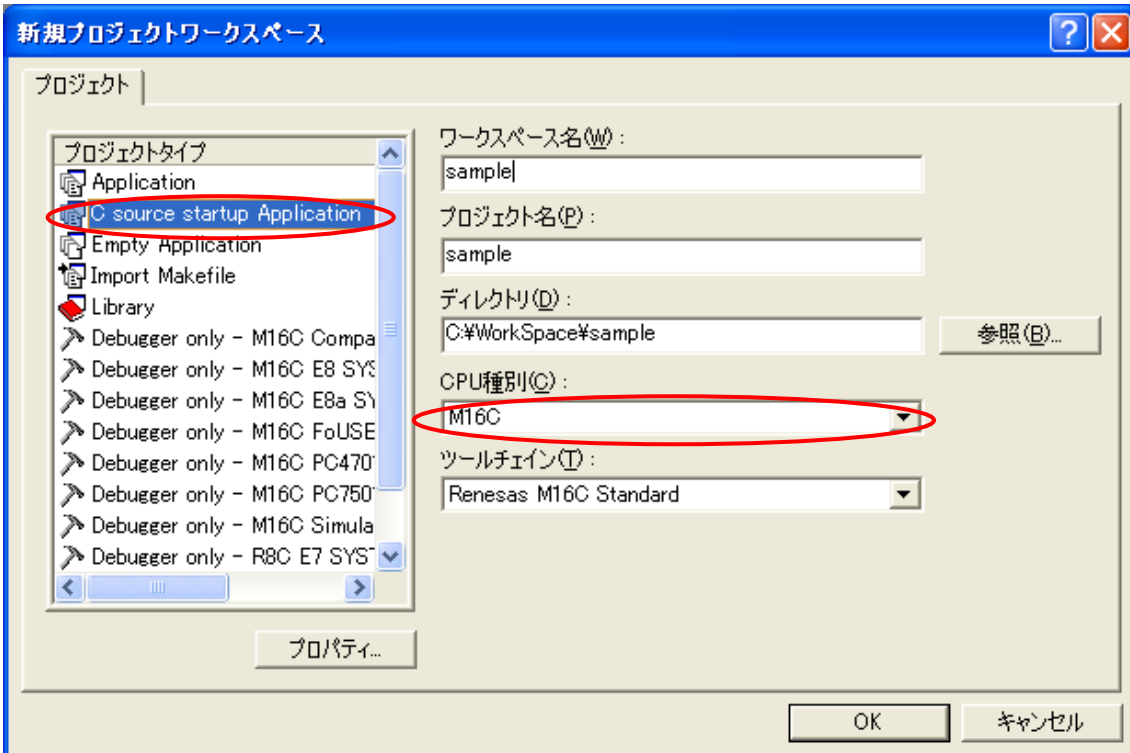 新規プロジェクトワークスペース
プロジェクト
プロジェクトタイプ
Application
C source startup Application
Empty Application
Import Makefile
Library
Debugger only - M16C Compa
Debugger only - M16C E8 SYS
Debugger only - M16C E8a SY
Debugger only - M16C FoUSE
Debugger only - M16C PC4701
Debugger only - M16C PC7501
Debugger only - M16C Simula
Debugger only - R8C E7 SYST
プロパティ...
ワークスペース名(W):
sample
プロジェクト名(P):
sample
ディレクトリ(D):
C:¥WorkSpace¥sample
参照(B)...
CPU種別(C):
M16C
ツールチェイン(T):
Renesas M16C Standard
OK
キャンセル